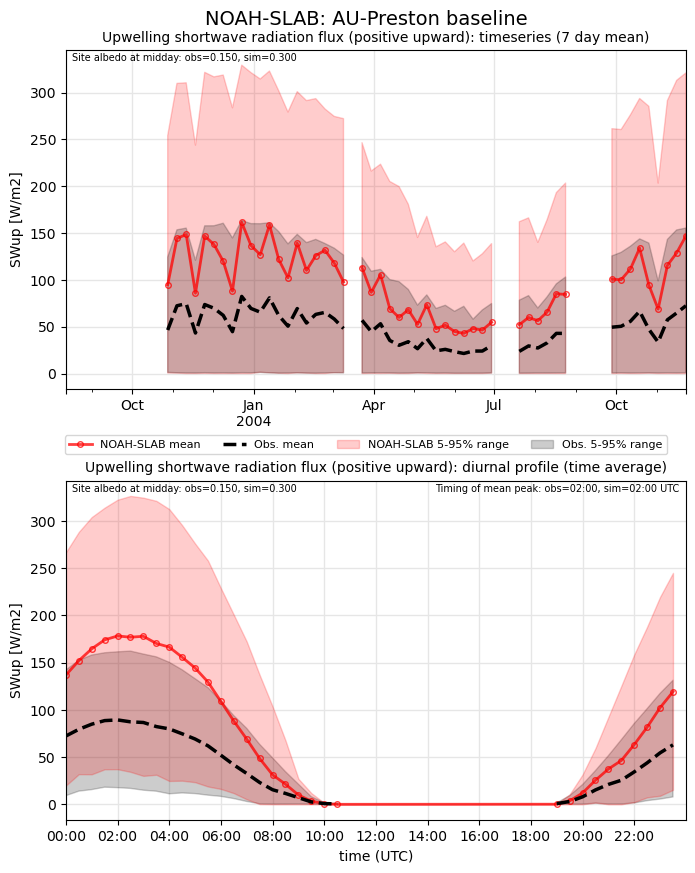 NOAH-SLAB: AU-Preston baseline
Upwelling shortwave radiation flux (positive upward): timeseries (7 day mean)
Site albedo at midday: obs=0.150, sim=0.300
300
250
200
150
100
50
0
SWup [W/m2]
Oct
Jan
2004
Apr
Jul
Oct
NOAH-SLAB mean
Obs. mean
NOAH-SLAB 5-95% range
Obs. 5-95% range
Upwelling shortwave radiation flux (positive upward): diurnal profile (time average)
Site albedo at midday: obs=0.150, sim=0.300
Timing of mean peak: obs=02:00, sim=02:00 UTC
300
250
200
150
100
50
0
SWup [W/m2]
00:00
02:00
04:00
06:00
08:00
10:00
12:00
14:00
16:00
18:00
20:00
22:00
time (UTC)